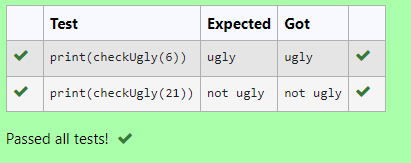 Test Expected Got
print(checkUgly(6)) ugly ugly
print(checkUgly(21)) not ugly not ugly
Passed all tests!